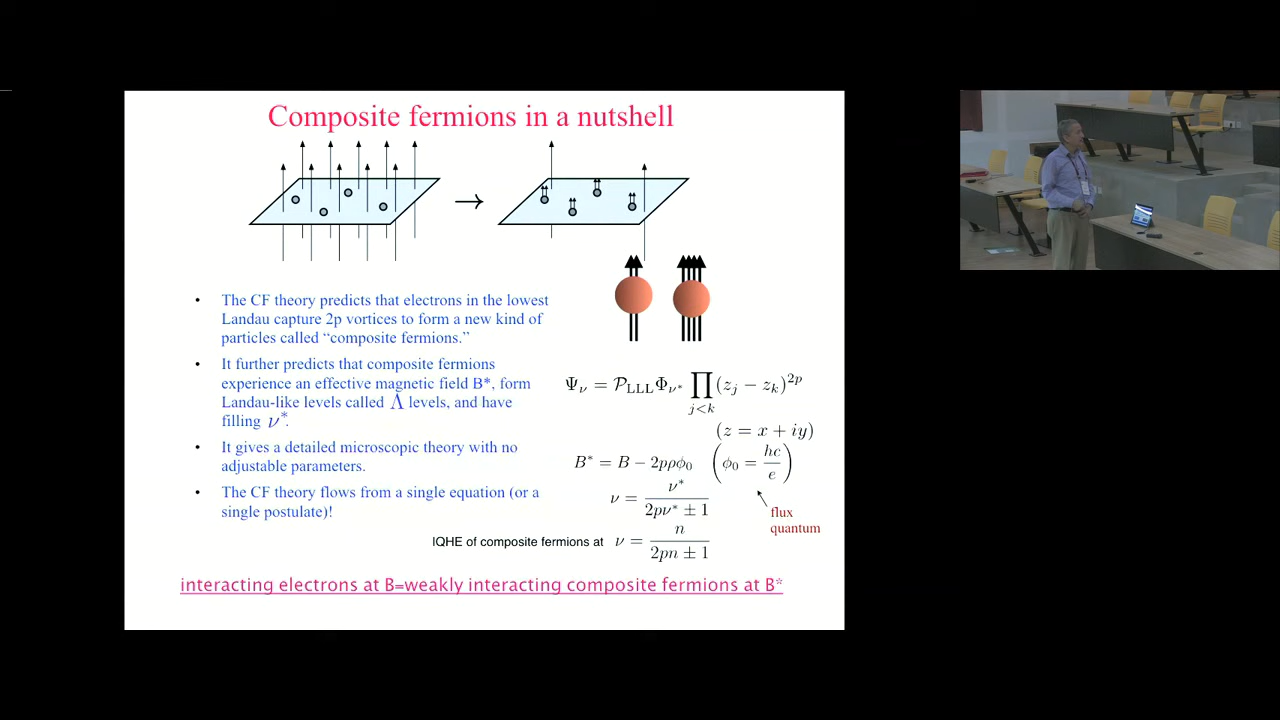 Composite fermions in a nutshell
→
• The CF theory predicts that electrons in the lowest
Landau capture 2p vortices to form a new kind of
particles called “composite fermions.”
• It further predicts that composite fermions
experience an effective magnetic field B*, form
Landau-like levels called Λ levels, and have
filling ν*.
• It gives a detailed microscopic theory with no
adjustable parameters.
• The CF theory flows from a single equation (or a
single postulate)!
Ψ_ν = P_LLL Φ_ν* ∏_{j<k} (z_j − z_k)^{2p}
(z = x + iy)
B* = B − 2pρϕ_0 (ϕ_0 = hc/e)
ν = ν*/(2pν* ± 1)
flux
quantum
IQHE of composite fermions at ν = n/(2pn ± 1)
interacting electrons at B=weakly interacting composite fermions at B*